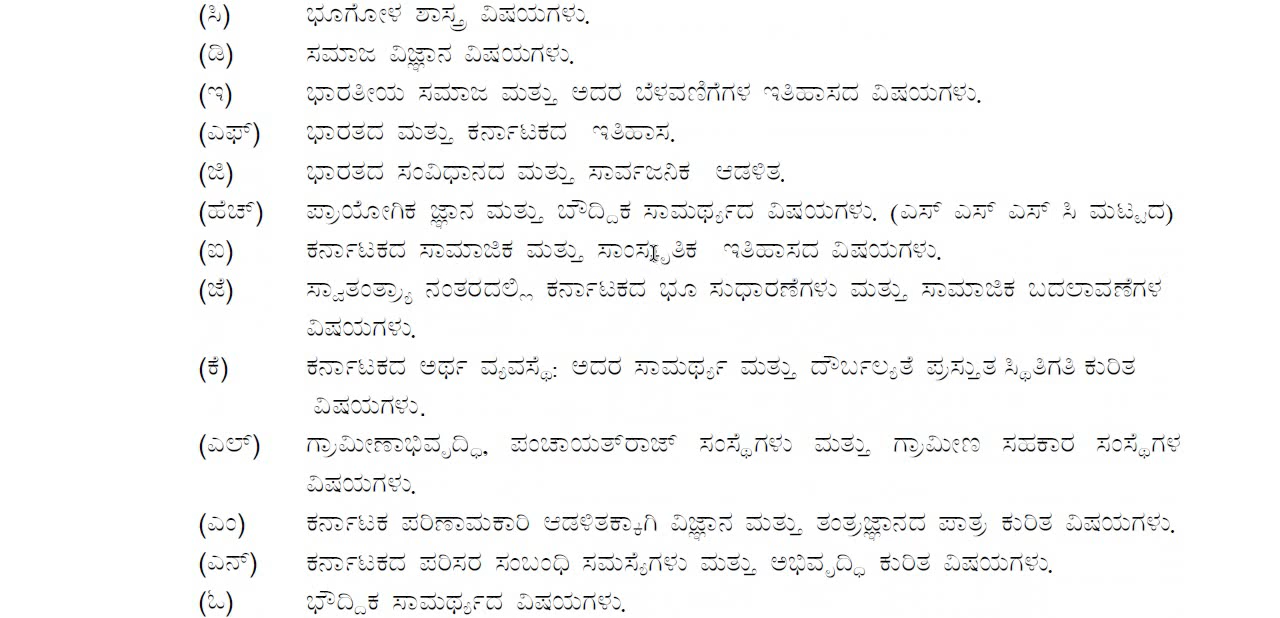 (ಸಿ) ಭೂಗೋಳ ಶಾಸ್ತ್ರ ವಿಷಯಗಳು.
(ಡಿ) ಸಮಾಜ ವಿಜ್ಞಾನ ವಿಷಯಗಳು.
(ಇ) ಭಾರತೀಯ ಸಮಾಜ ಮತ್ತು ಅದರ ಬೆಳವಣಿಗೆಗಳ ಇತಿಹಾಸದ ವಿಷಯಗಳು.
(ಎಫ್) ಭಾರತದ ಮತ್ತು ಕರ್ನಾಟಕದ ಇತಿಹಾಸ.
(ಜಿ) ಭಾರತದ ಸಂವಿಧಾನದ ಮತ್ತು ಸಾರ್ವಜನಿಕ ಆಡಳಿತ.
(ಹೆಚ್) ಪ್ರಾಯೋಗಿಕ ಜ್ಞಾನ ಮತ್ತು ಬೌದ್ದಿಕ ಸಾಮರ್ಥ್ಯದ ವಿಷಯಗಳು. (ಎಸ್ ಎಸ್ ಎಸ್ ಸಿ ಮಟ್ಟದ)
(ಐ) ಕರ್ನಾಟಕದ ಸಾಮಾಜಿಕ ಮತ್ತು ಸಾಂಸ್ಕೃತಿಕ ಇತಿಹಾಸದ ವಿಷಯಗಳು.
(ಜೆ) ಸ್ವಾತಂತ್ರ್ಯಾ ನಂತರದಲ್ಲಿ ಕರ್ನಾಟಕದ ಭೂ ಸುಧಾರಣೆಗಳು ಮತ್ತು ಸಾಮಾಜಿಕ ಬದಲಾವಣೆಗಳ
ವಿಷಯಗಳು.
(ಕೆ) ಕರ್ನಾಟಕದ ಅರ್ಥ ವ್ಯವಸ್ಥೆ: ಅದರ ಸಾಮರ್ಥ್ಯ ಮತ್ತು ದೌರ್ಬಲ್ಯತೆ ಪ್ರಸ್ತುತ ಸ್ಥಿತಿಗತಿ ಕುರಿತ
ವಿಷಯಗಳು.
(ಎಲ್) ಗ್ರಾಮೀಣಾಭಿವೃದ್ಧಿ, ಪಂಚಾಯತ್‌ರಾಜ್ ಸಂಸ್ಥೆಗಳು ಮತ್ತು ಗ್ರಾಮೀಣ ಸಹಕಾರ ಸಂಸ್ಥೆಗಳ
ವಿಷಯಗಳು.
(ಎಂ) ಕರ್ನಾಟಕ ಪರಿಣಾಮಕಾರಿ ಆಡಳಿತಕ್ಕಾಗಿ ವಿಜ್ಞಾನ ಮತ್ತು ತಂತ್ರಜ್ಞಾನದ ಪಾತ್ರ ಕುರಿತ ವಿಷಯಗಳು.
(ಎನ್) ಕರ್ನಾಟಕದ ಪರಿಸರ ಸಂಬಂಧಿ ಸಮಸ್ಯೆಗಳು ಮತ್ತು ಅಭಿವೃದ್ಧಿ ಕುರಿತ ವಿಷಯಗಳು.
(ಓ) ಭೌದ್ದಿಕ ಸಾಮರ್ಥ್ಯದ ವಿಷಯಗಳು.